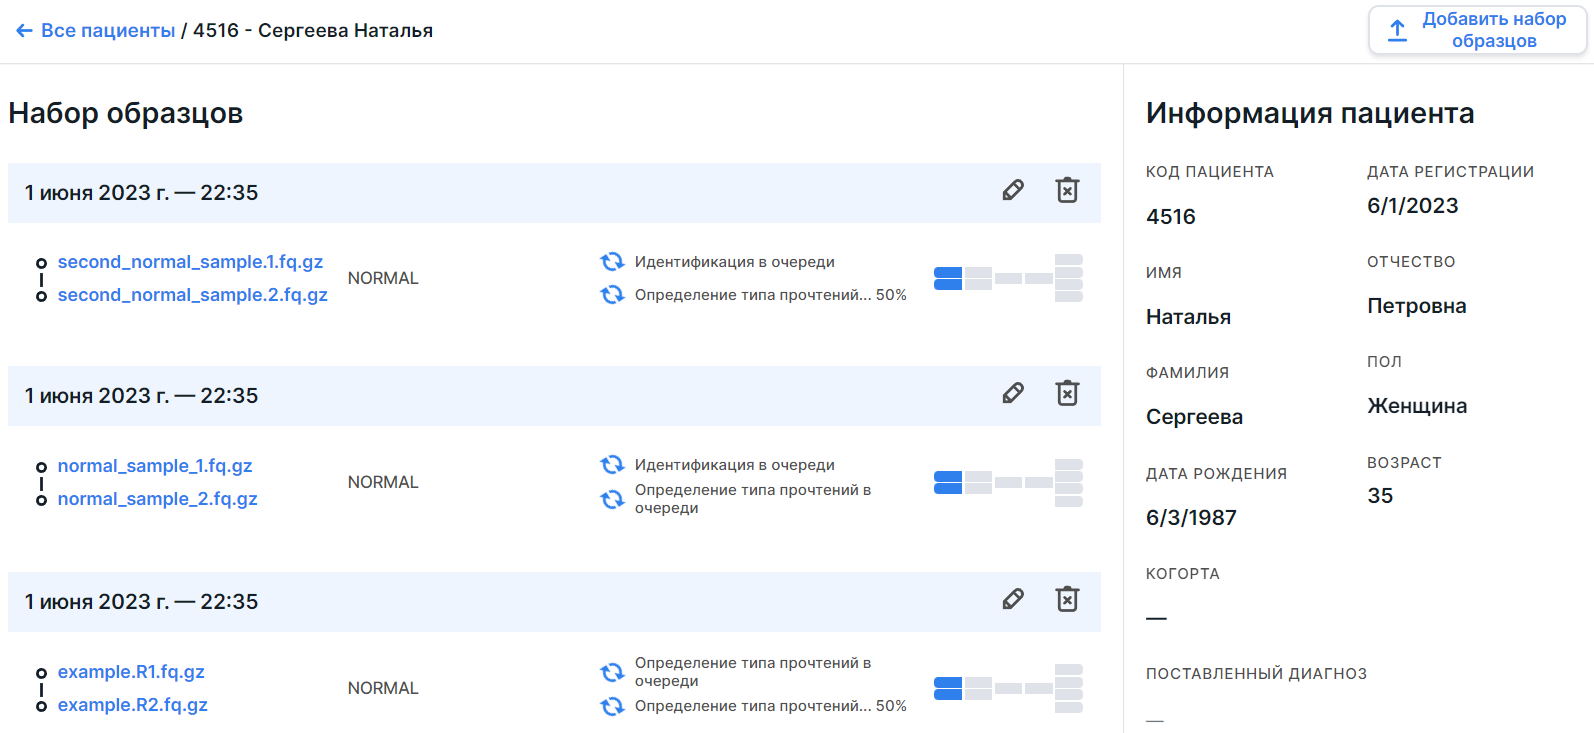 Все пациенты / 4516 - Сергеева Наталья
Добавить набор
образцов
Набор образцов
1 июня 2023 г. — 22:35
second_normal_sample.1.fq.gz
second_normal_sample.2.fq.gz
NORMAL
Идентификация в очереди
Определение типа прочтений... 50%
1 июня 2023 г. — 22:35
normal_sample_1.fq.gz
normal_sample_2.fq.gz
NORMAL
Идентификация в очереди
Определение типа прочтений в
очереди
1 июня 2023 г. — 22:35
example.R1.fq.gz
example.R2.fq.gz
NORMAL
Определение типа прочтений в
очереди
Определение типа прочтений... 50%
Информация пациента
КОД ПАЦИЕНТА
4516
ДАТА РЕГИСТРАЦИИ
6/1/2023
ИМЯ
Наталья
ОТЧЕСТВО
Петровна
ФАМИЛИЯ
Сергеева
ПОЛ
Женщина
ДАТА РОЖДЕНИЯ
6/3/1987
ВОЗРАСТ
35
КОГОРТА
—
ПОСТАВЛЕННЫЙ ДИАГНОЗ
—